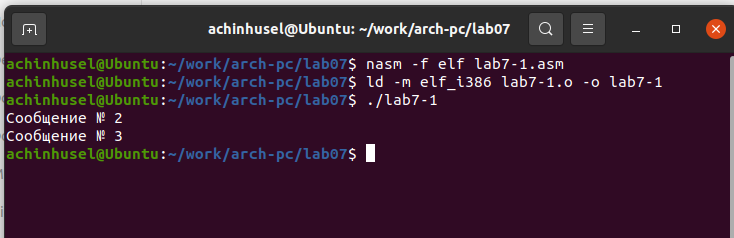 achinhusel@Ubuntu: ~/work/arch-pc/lab07
achinhusel@Ubuntu:~/work/arch-pc/lab07$ nasm -f elf lab7-1.asm
achinhusel@Ubuntu:~/work/arch-pc/lab07$ ld -m elf_i386 lab7-1.o -o lab7-1
achinhusel@Ubuntu:~/work/arch-pc/lab07$ ./lab7-1
Сообщение № 2
Сообщение № 3
achinhusel@Ubuntu:~/work/arch-pc/lab07$